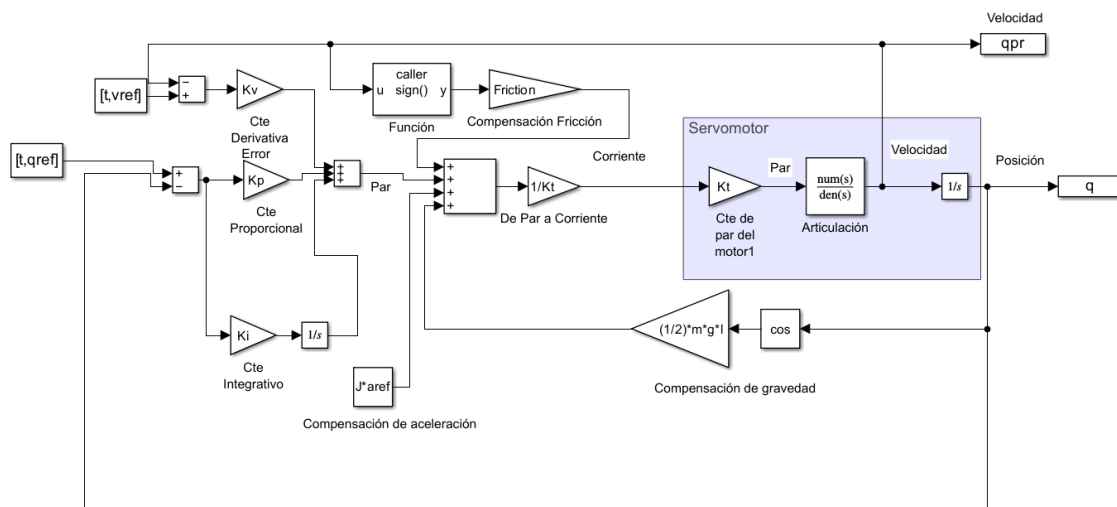 Velocidad
qpr
[t,vref]
−
+
Kv
Cte
Derivativa
Error
caller
u sign() y
Función
Friction
Compensación Fricción
Servomotor
[t,qref]
+
−
Kp
Cte
Proporcional
+
+
+
Par
+
+
+
+
1/Kt
De Par a Corriente
Corriente
Kt
Cte de
par del
motor1
Par
num(s)
den(s)
Articulación
Velocidad
1/s
Posición
q
Ki
Cte
Integrativo
1/s
J*aref
Compensación de aceleración
(1/2)*m*g*l
cos
Compensación de gravedad